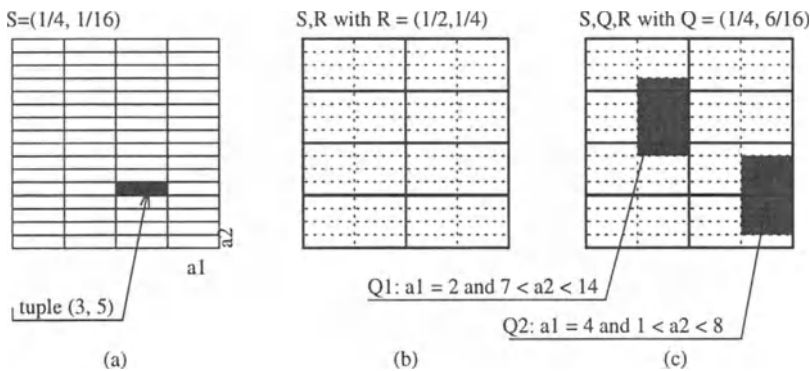 S=(1/4, 1/16)
S,R with R = (1/2,1/4)
S,Q,R with Q = (1/4, 6/16)
a2
a1
tuple (3, 5)
Q1: a1 = 2 and 7 < a2 < 14
Q2: a1 = 4 and 1 < a2 < 8
(a)
(b)
(c)